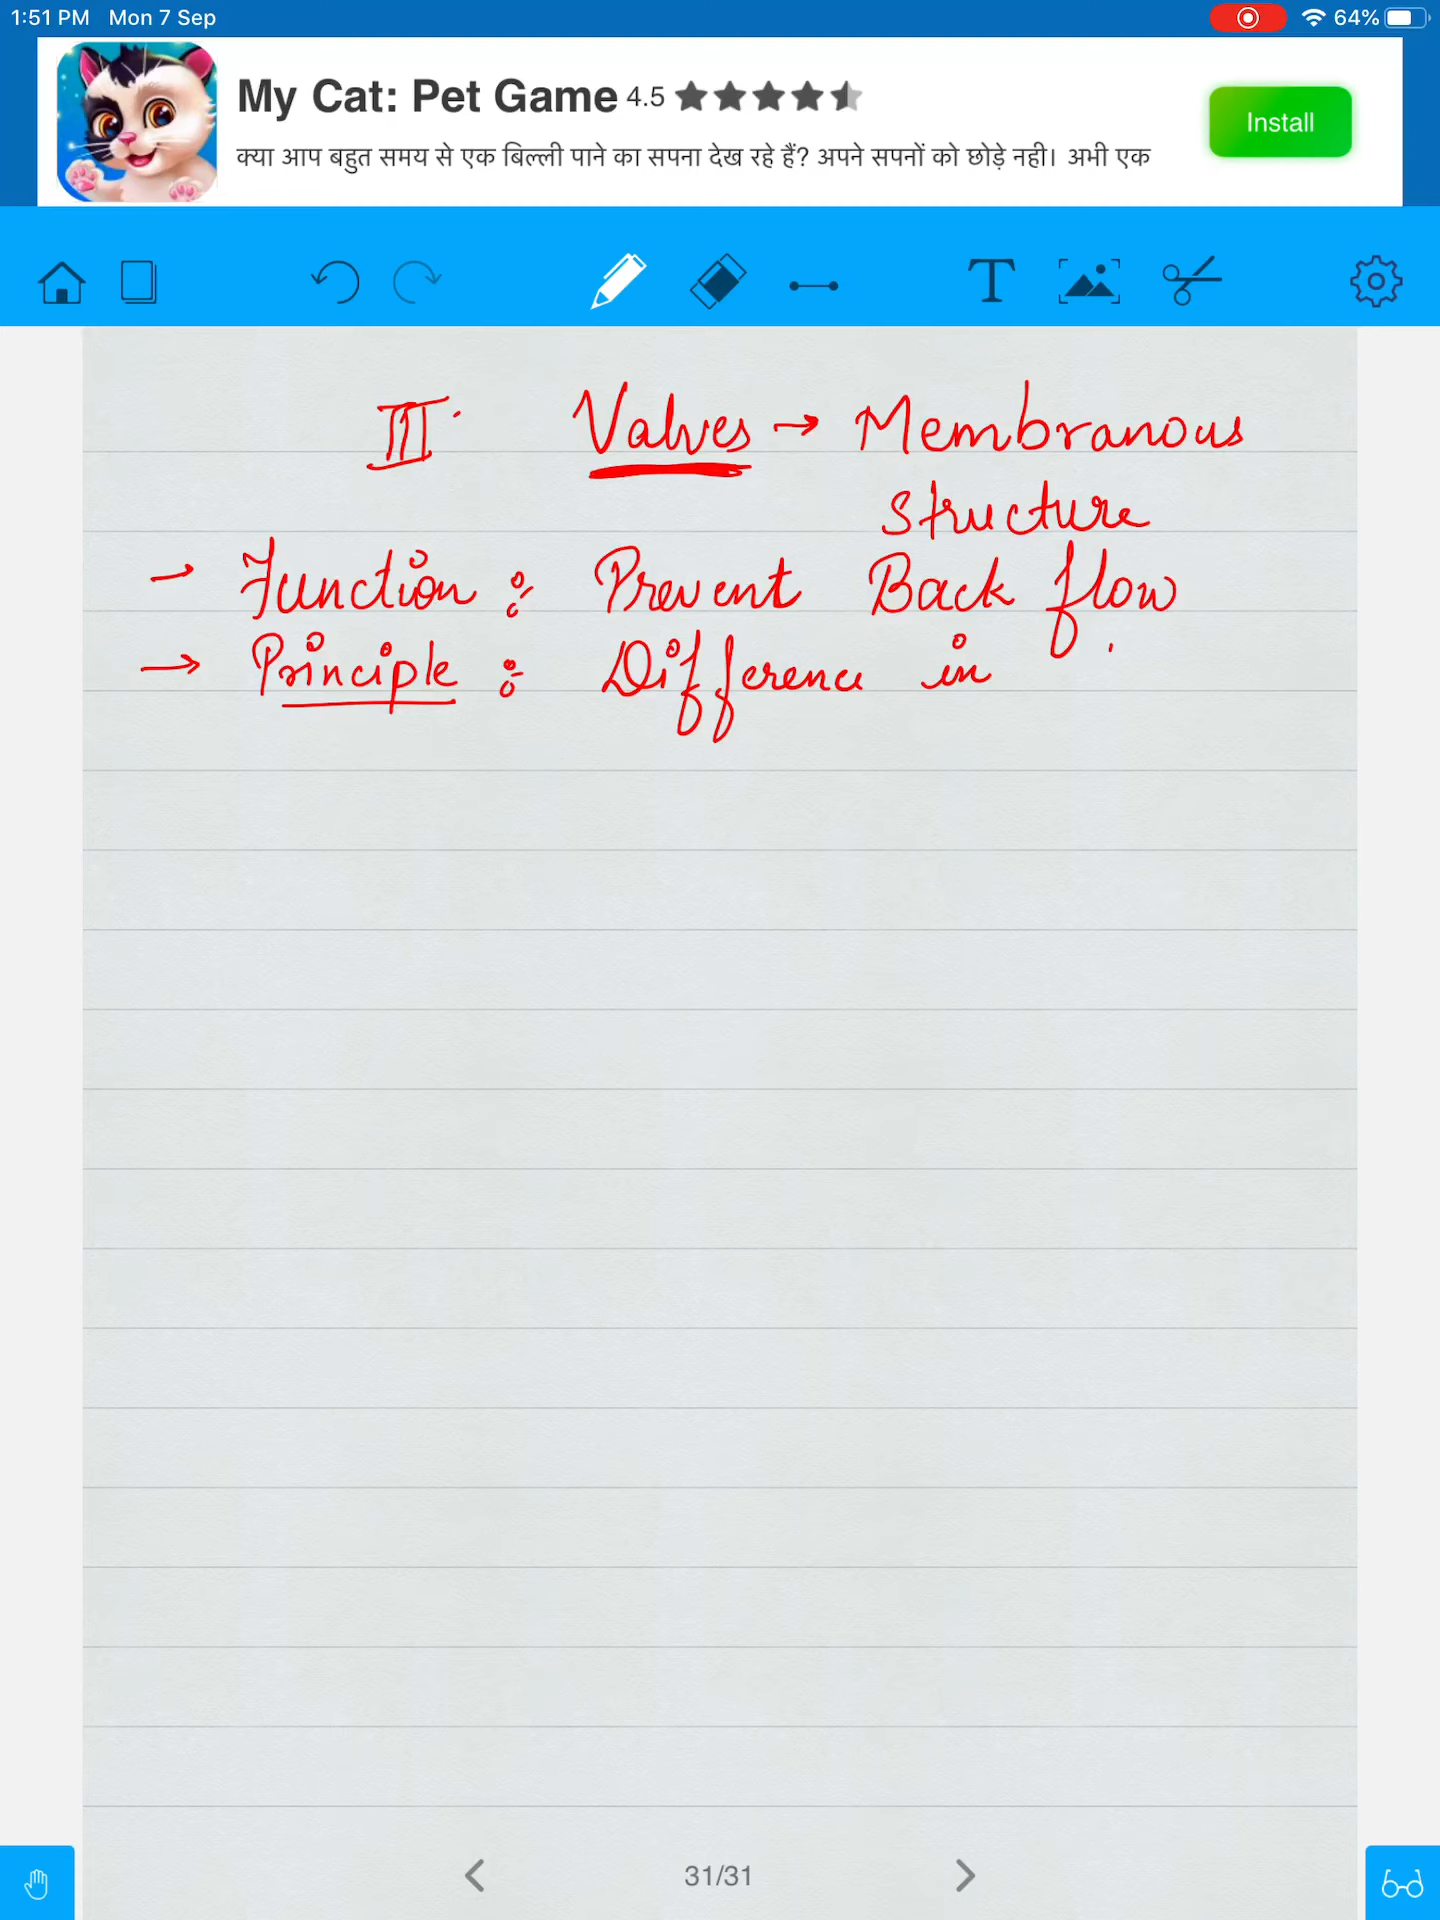 1:51 PM Mon 7 Sep 64%
My Cat: Pet Game 4.5
Install
क्या आप बहुत समय से एक बिल्ली पाने का सपना देख रहे हैं? अपने सपनों को छोड़े नही। अभी एक
T
III. Valves → Membranous
structure
- Function : Prevent Back flow.
→ Principle : Difference in
31/31